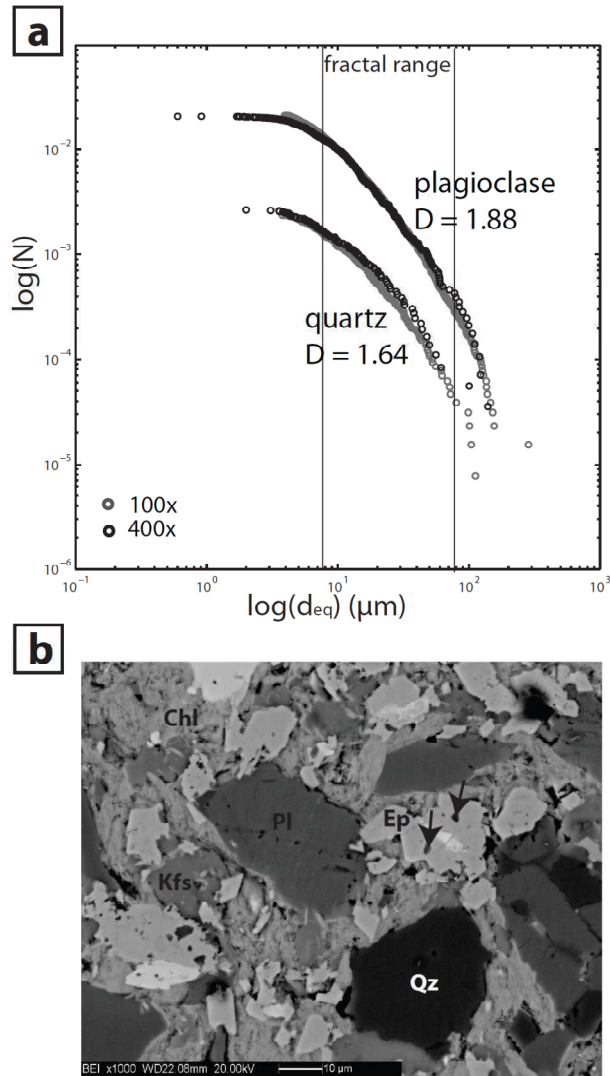 a
fractal range
10⁻²
plagioclase
D = 1.88
10⁻³
log(N)
quartz
D = 1.64
10⁻⁴
10⁻⁵
100x
400x
10⁻⁶
10⁻¹ 10⁰ 10¹ 10² 10³
log(deq) (μm)
b
Chl
Pl
Ep
Kfs
Qz
BEI x1000 WD22.08mm 20.00kV 10 μm